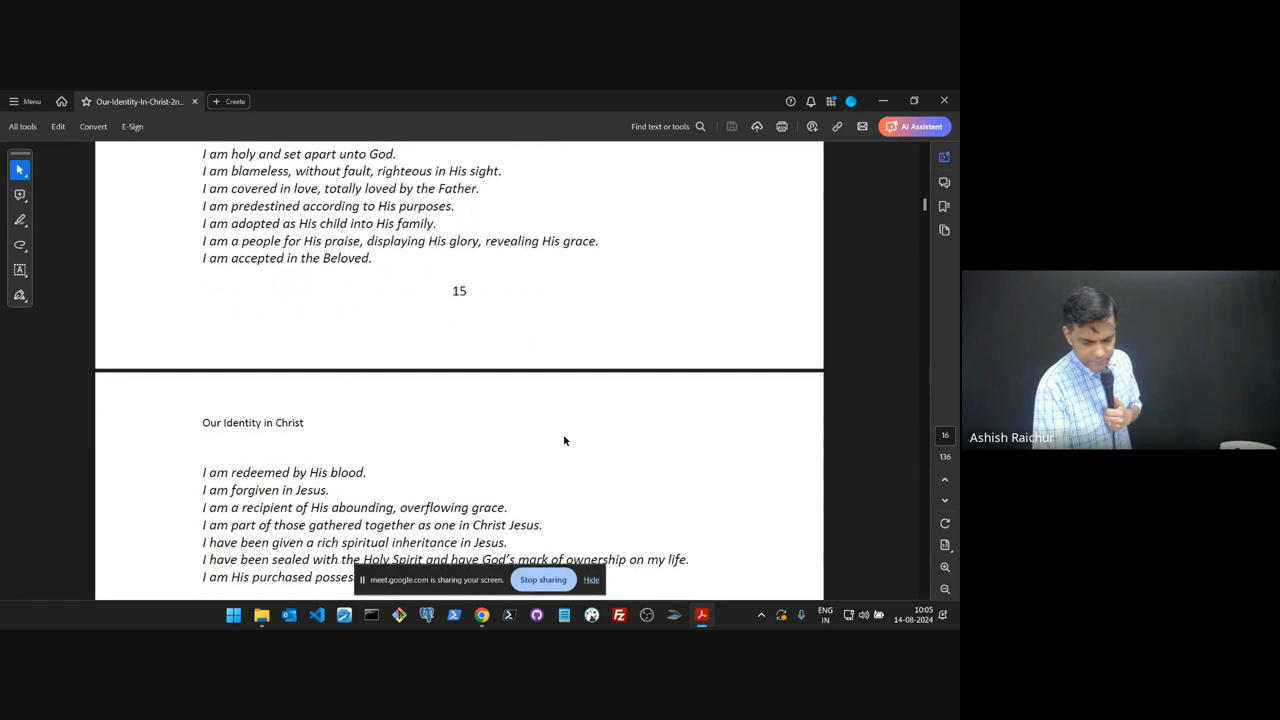 Menu
Our-Identity-In-Christ-2n...
Create
All tools
Edit
Convert
E-Sign
Find text or tools
AI Assistant
I am holy and set apart unto God.
I am blameless, without fault, righteous in His sight.
I am covered in love, totally loved by the Father.
I am predestined according to His purposes.
I am adopted as His child into His family.
I am a people for His praise, displaying His glory, revealing His grace.
I am accepted in the Beloved.
15
Our Identity in Christ
I am redeemed by His blood.
I am forgiven in Jesus.
I am a recipient of His abounding, overflowing grace.
I am part of those gathered together as one in Christ Jesus.
I have been given a rich spiritual inheritance in Jesus.
I have been sealed with the Holy Spirit and have God's mark of ownership on my life.
I am His purchased posses
meet.google.com is sharing your screen.
Stop sharing
Hide
16
136
Ashish Raichur
ENG
IN
10:05
14-08-2024